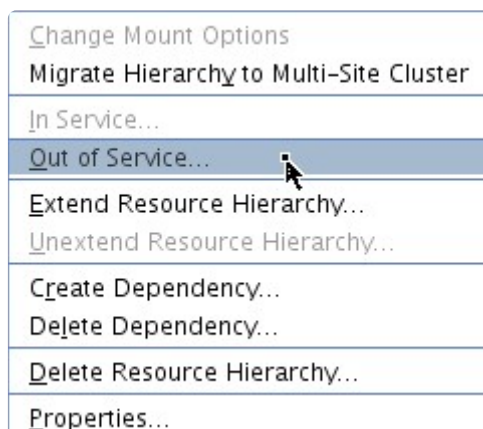 Change Mount Options
Migrate Hierarchy to Multi-Site Cluster
In Service...
Out of Service...
Extend Resource Hierarchy...
Unextend Resource Hierarchy...
Create Dependency...
Delete Dependency...
Delete Resource Hierarchy...
Properties...